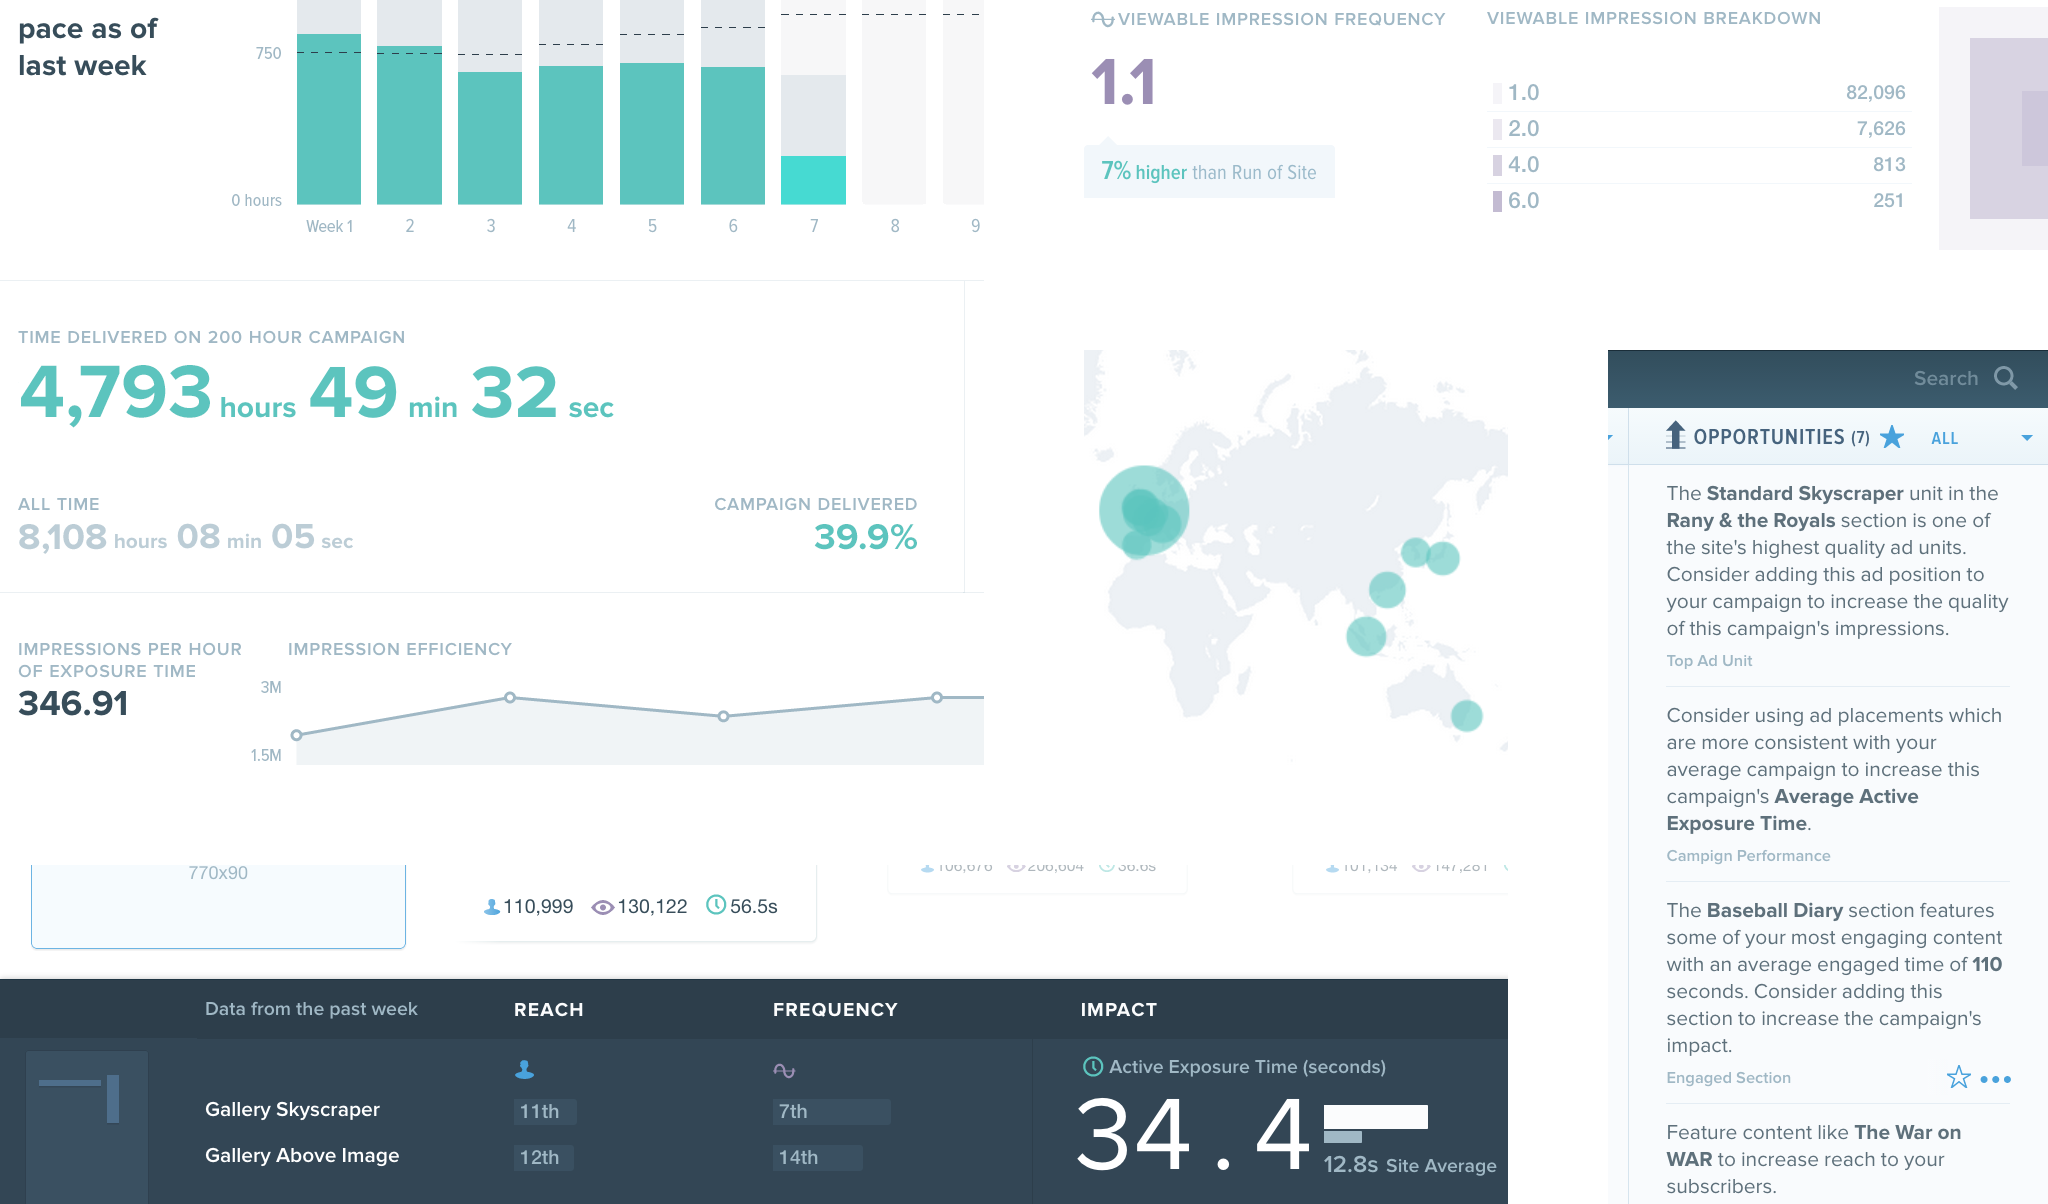 pace as of
last week
750
0 hours
Week 1
2
3
4
5
6
7
8
9
VIEWABLE IMPRESSION FREQUENCY
1.1
7% higher than Run of Site
VIEWABLE IMPRESSION BREAKDOWN
1.0 82,096
2.0 7,626
4.0 813
6.0 251
TIME DELIVERED ON 200 HOUR CAMPAIGN
4,793 hours 49 min 32 sec
ALL TIME
8,108 hours 08 min 05 sec
CAMPAIGN DELIVERED
39.9%
IMPRESSIONS PER HOUR
OF EXPOSURE TIME
346.91
IMPRESSION EFFICIENCY
3M
1.5M
Search
OPPORTUNITIES (7) ALL
The Standard Skyscraper unit in the
Rany & the Royals section is one of
the site's highest quality ad units.
Consider adding this ad position to
your campaign to increase the quality
of this campaign's impressions.
Top Ad Unit
Consider using ad placements which
are more consistent with your
average campaign to increase this
campaign's Average Active
Exposure Time.
Campign Performance
The Baseball Diary section features
some of your most engaging content
with an average engaged time of 110
seconds. Consider adding this
section to increase the campaign's
impact.
Engaged Section
Feature content like The War on
WAR to increase reach to your
subscribers.
770x90
110,999 130,122 56.5s
106,676 206,604 36.6s
101,134 147,281
Data from the past week REACH FREQUENCY IMPACT
Active Exposure Time (seconds)
Gallery Skyscraper 11th 7th
Gallery Above Image 12th 14th
34.4
12.8s Site Average